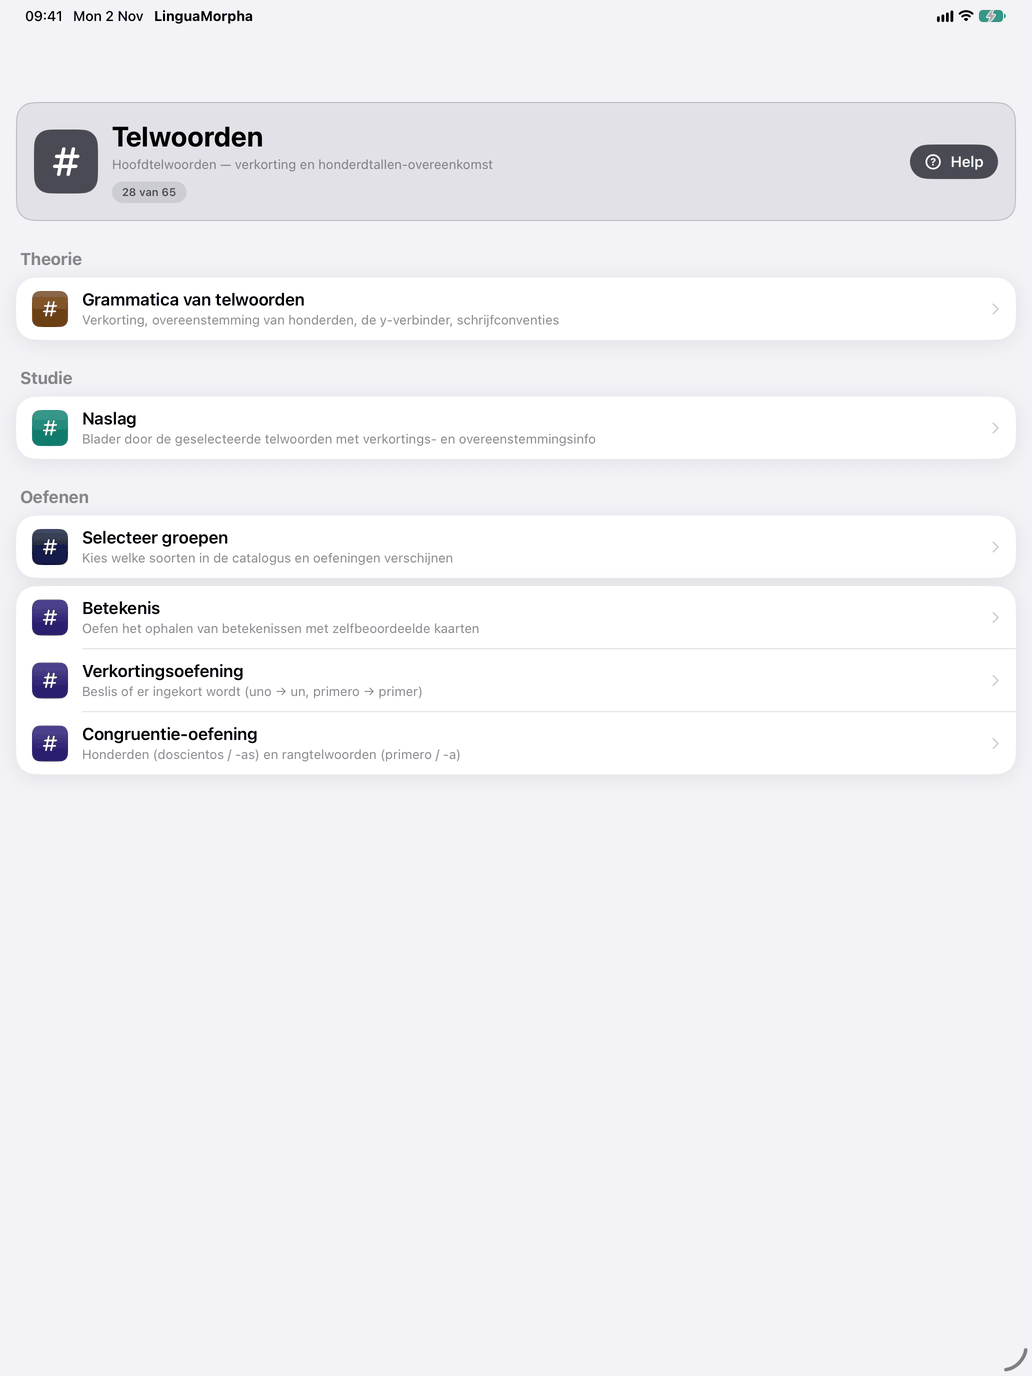 09:41 Mon 2 Nov LinguaMorpha
# Telwoorden
Hoofdtelwoorden — verkorting en honderdtallen-overeenkomst
28 van 65
Help
Theorie
# Grammatica van telwoorden
Verkorting, overeenstemming van honderden, de y-verbinder, schrijfconventies
Studie
# Naslag
Blader door de geselecteerde telwoorden met verkortings- en overeenstemmingsinfo
Oefenen
# Selecteer groepen
Kies welke soorten in de catalogus en oefeningen verschijnen
# Betekenis
Oefen het ophalen van betekenissen met zelfbeoordeelde kaarten
# Verkortingsoefening
Beslis of er ingekort wordt (uno → un, primero → primer)
# Congruentie-oefening
Honderden (doscientos / -as) en rangtelwoorden (primero / -a)